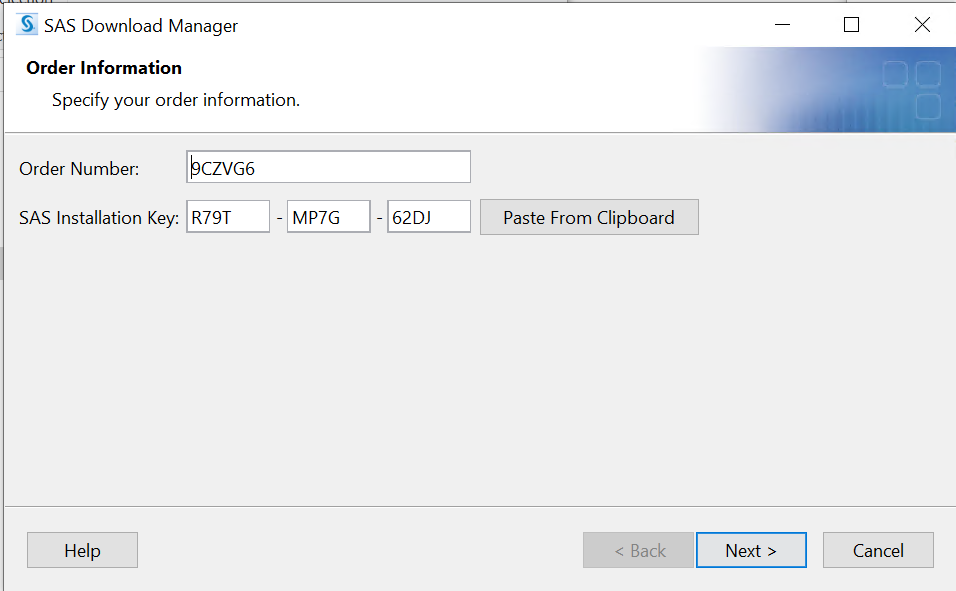 SAS Download Manager
Order Information
Specify your order information.
Order Number: 9CZVG6
SAS Installation Key: R79T - MP7G - 62DJ Paste From Clipboard
Help < Back Next > Cancel